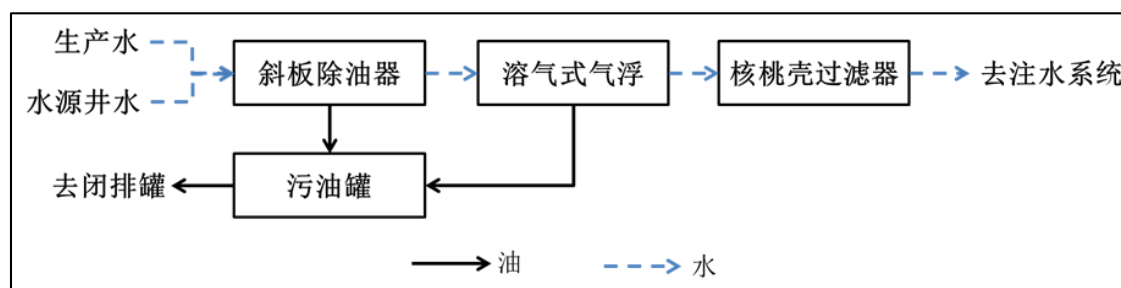 生产水
水源井水
斜板除油器
溶气式气浮
核桃壳过滤器
去注水系统
去闭排罐
污油罐
油
水